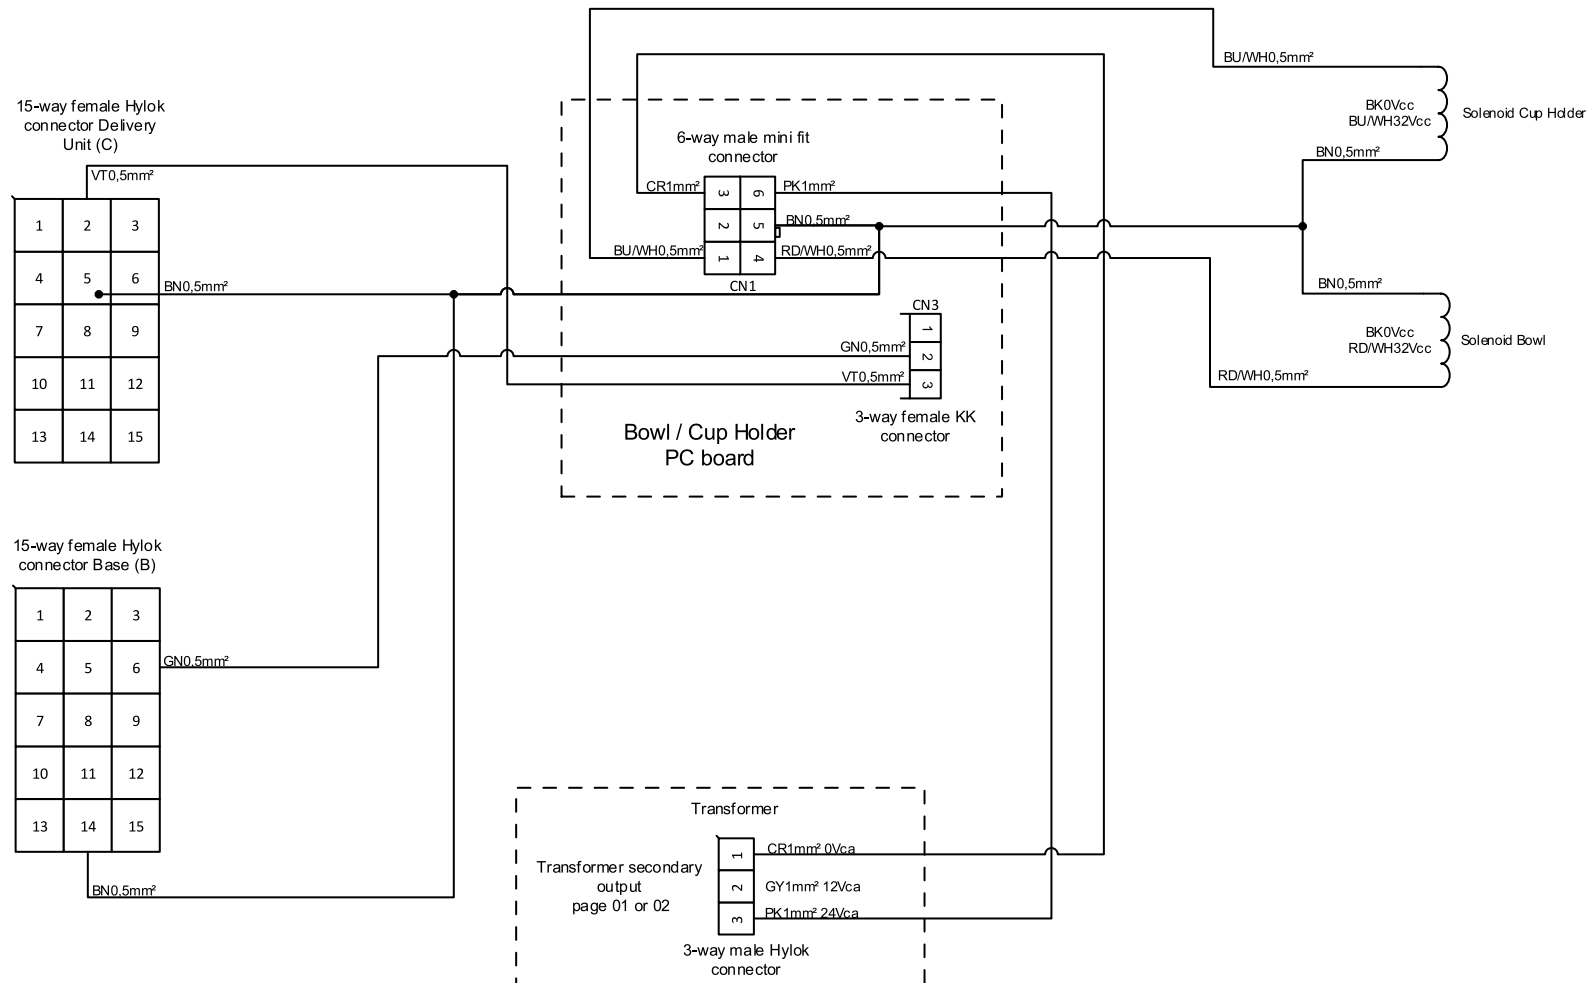 BU/WH0,5mm²
BK0Vcc
BU/WH32Vcc
Solenoid Cup Holder
BN0,5mm²
15-way female Hylok
connector Delivery
Unit (C)
VT0,5mm²
1 2 3
4 5 6
7 8 9
10 11 12
13 14 15
BN0,5mm²
6-way male mini fit
connector
CR1mm² 3 6 PK1mm²
2 5 BN0,5mm²
BU/WH0,5mm² 1 4 RD/WH0,5mm²
CN1
CN3
1
GN0,5mm² 2
VT0,5mm² 3
3-way female KK
connector
Bowl / Cup Holder
PC board
BN0,5mm²
BK0Vcc
RD/WH32Vcc
Solenoid Bowl
RD/WH0,5mm²
15-way female Hylok
connector Base (B)
1 2 3
4 5 6
GN0,5mm²
7 8 9
10 11 12
13 14 15
BN0,5mm²
Transformer
Transformer secondary
output
page 01 or 02
1 CR1mm² 0Vca
2 GY1mm² 12Vca
3 PK1mm² 24Vca
3-way male Hylok
connector